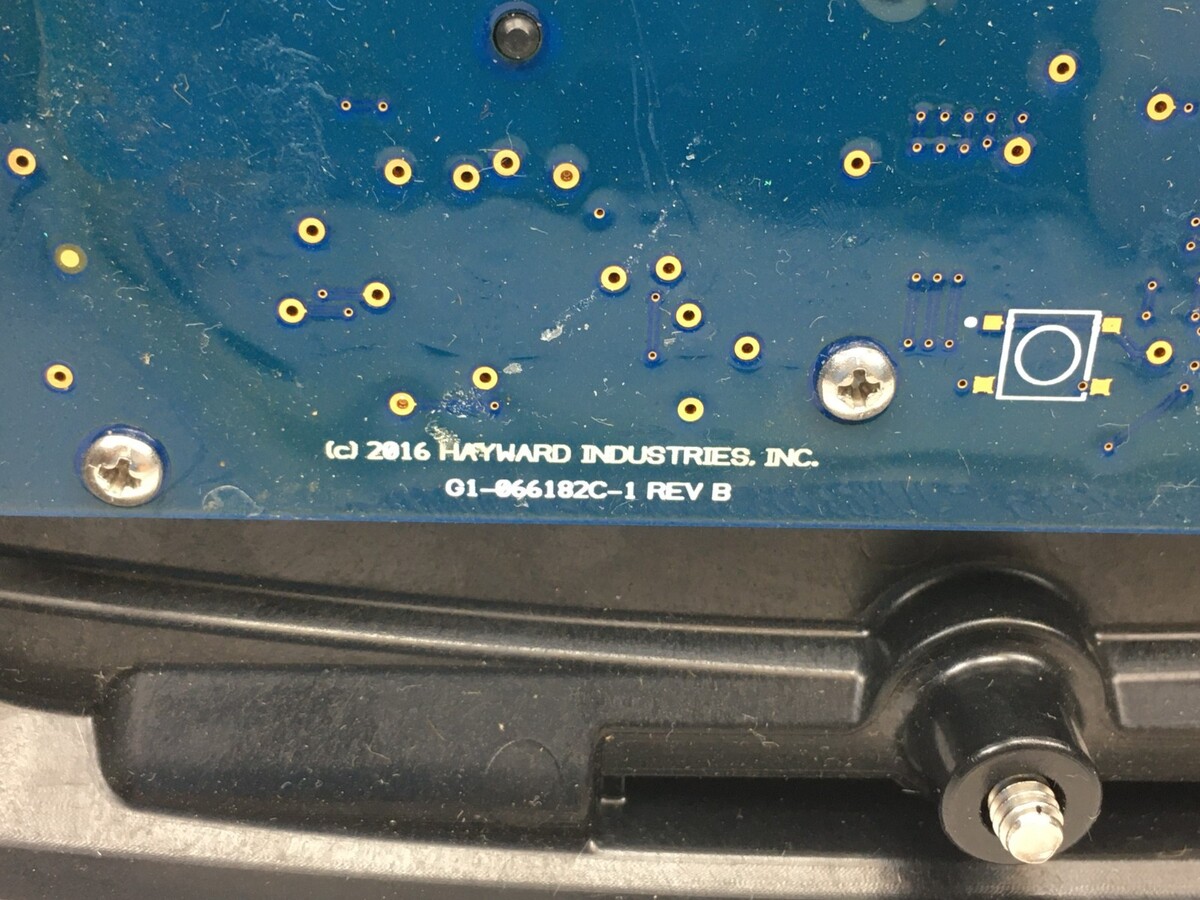 (c) 2016 HAYWARD INDUSTRIES, INC.
G1-066182C-1 REV B